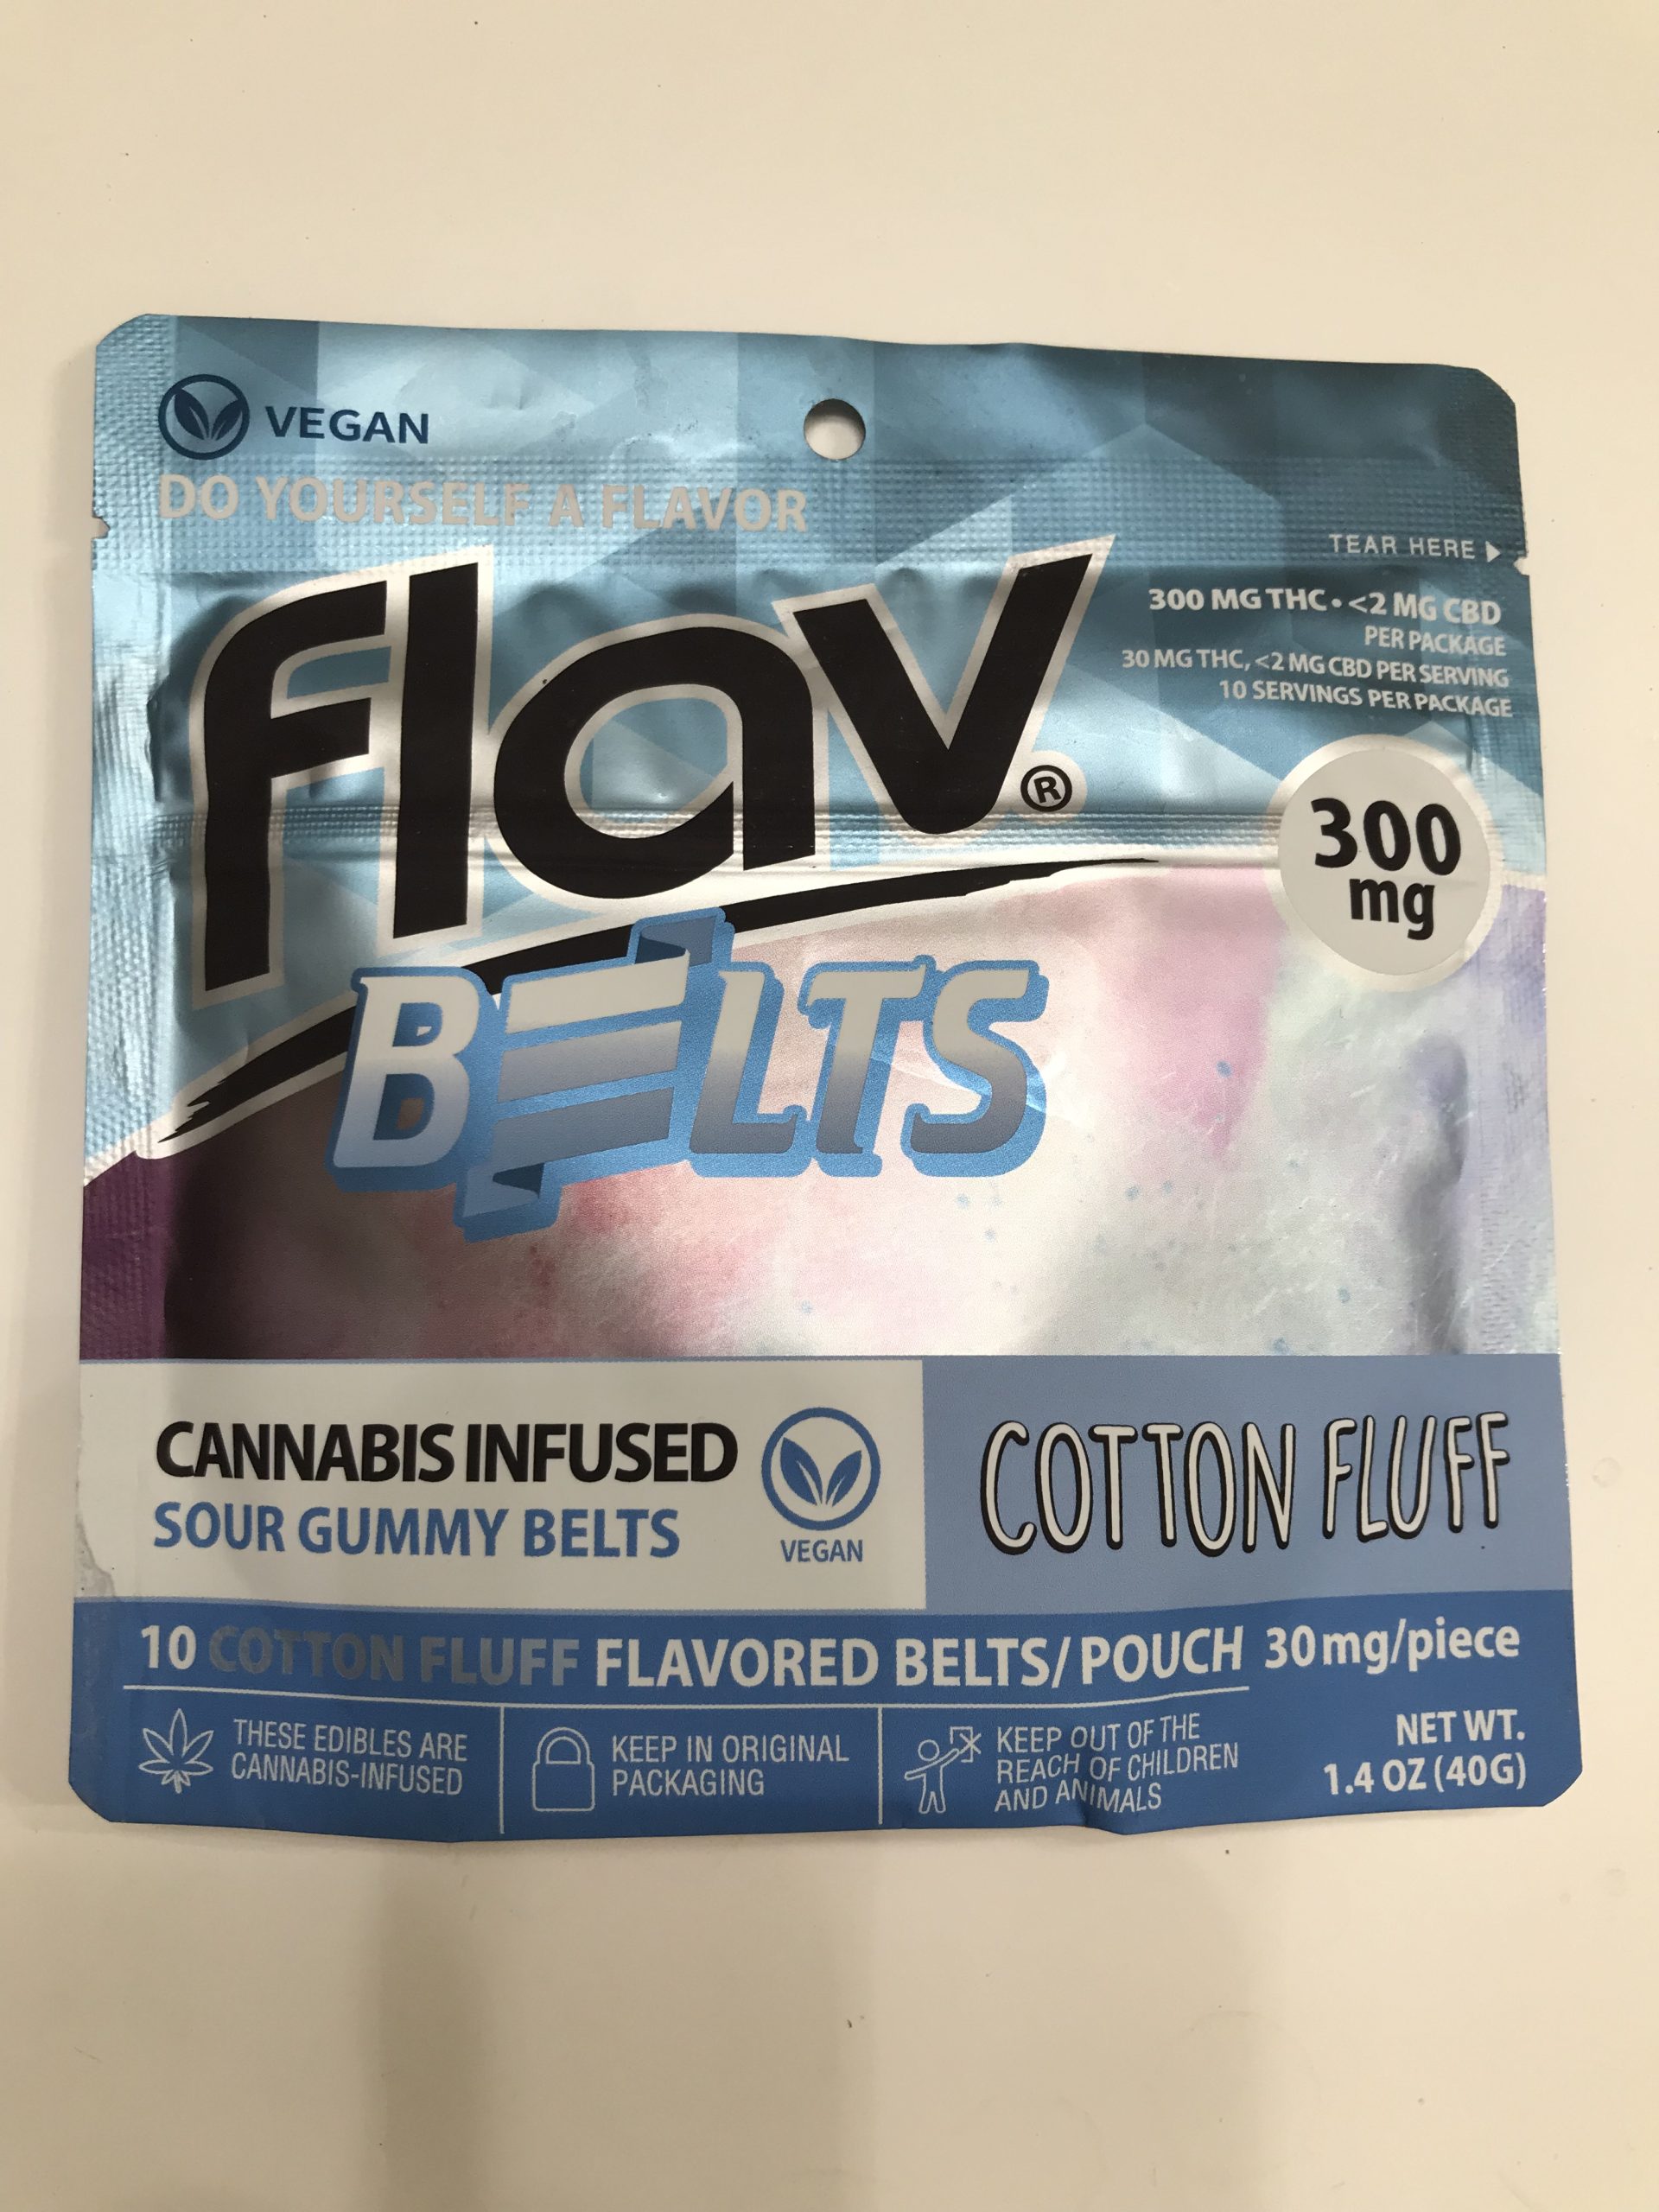 VEGAN
DO YOURSELF A FLAVOR
TEAR HERE
flav®
300 MG THC • <2 MG CBD
PER PACKAGE
30 MG THC, <2 MG CBD PER SERVING
10 SERVINGS PER PACKAGE
300
mg
BELTS
CANNABIS INFUSED
SOUR GUMMY BELTS
VEGAN
COTTON FLUFF
10 COTTON FLUFF FLAVORED BELTS/POUCH 30mg/piece
THESE EDIBLES ARE
CANNABIS-INFUSED
KEEP IN ORIGINAL
PACKAGING
KEEP OUT OF THE
REACH OF CHILDREN
AND ANIMALS
NET WT.
1.4 OZ (40G)